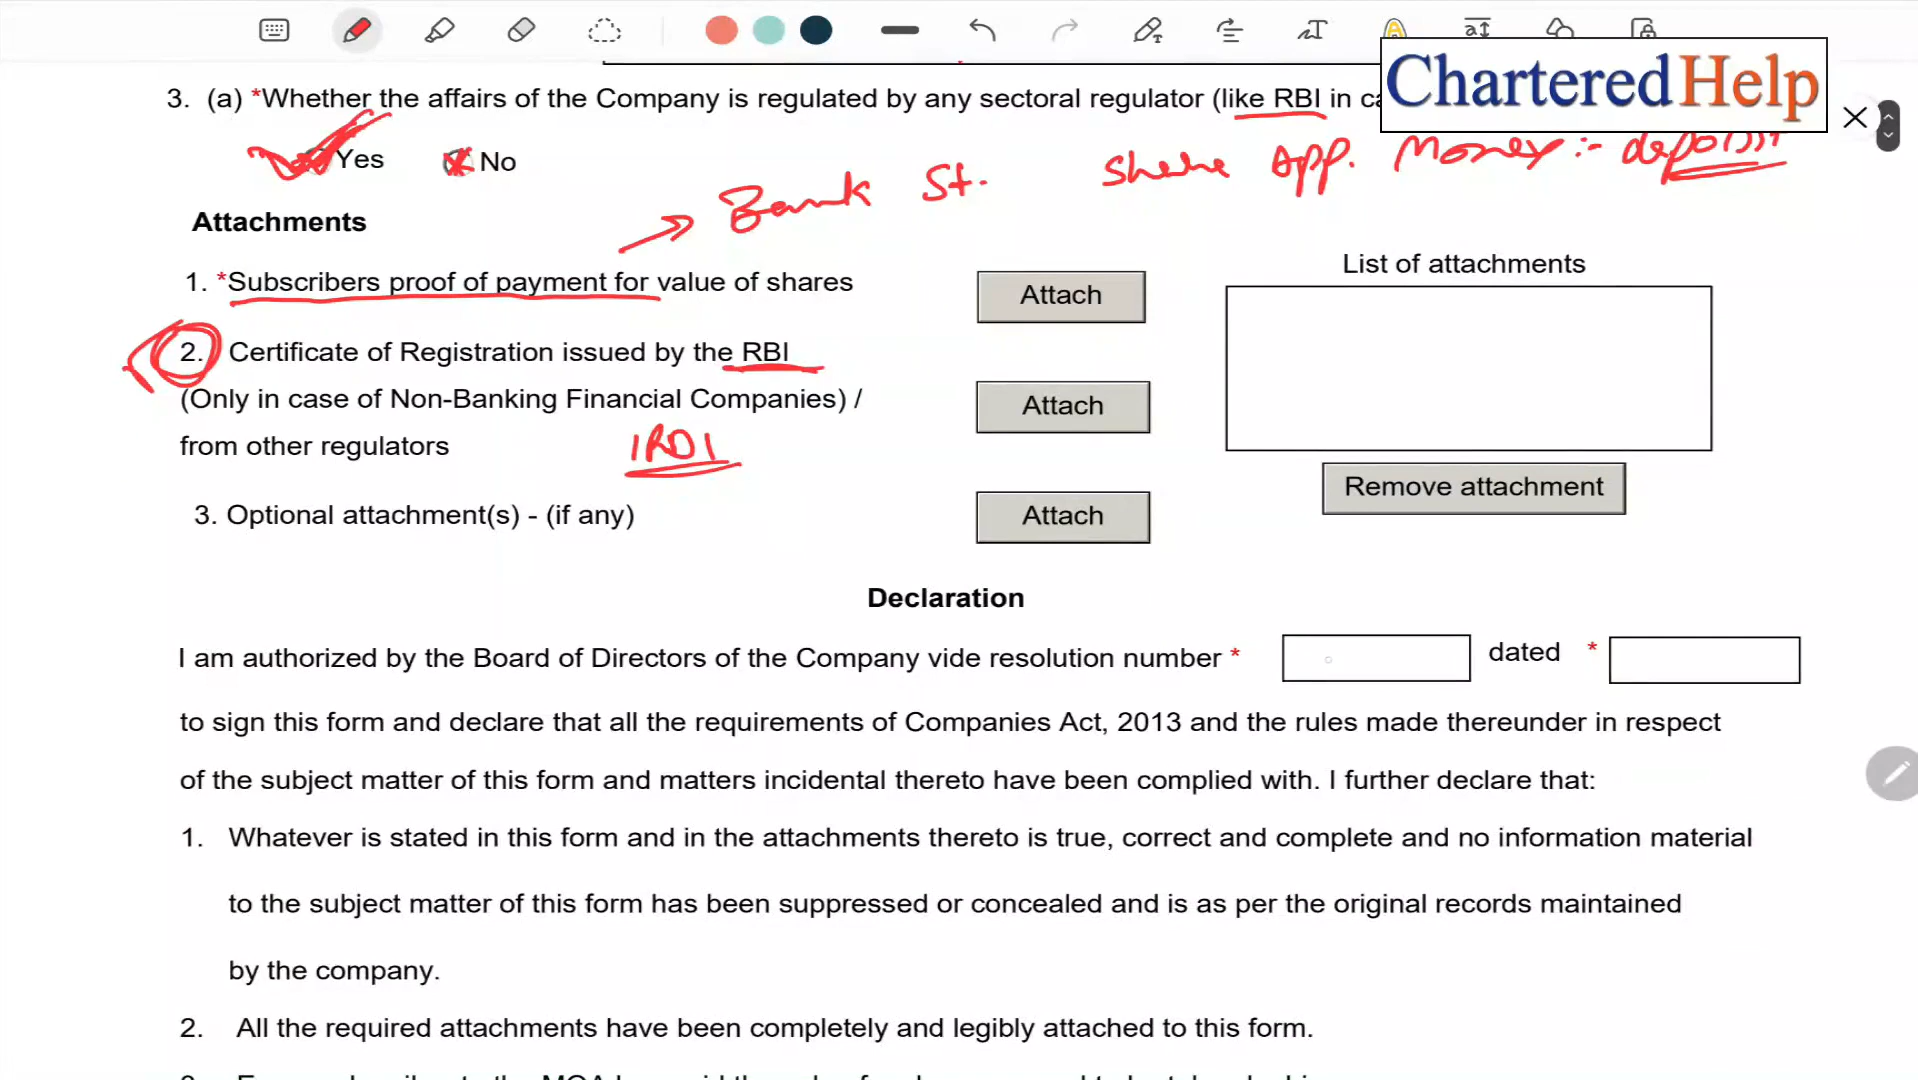 CharteredHelp
3. (a) *Whether the affairs of the Company is regulated by any sectoral regulator (like RBI in ca
Yes No
Bank St. Share App. Money :- deposit
Attachments
1. *Subscribers proof of payment for value of shares
Attach
List of attachments
2. Certificate of Registration issued by the RBI
(Only in case of Non-Banking Financial Companies) /
from other regulators
IRDI
Attach
Remove attachment
3. Optional attachment(s) - (if any)
Attach
Declaration
I am authorized by the Board of Directors of the Company vide resolution number * dated *
to sign this form and declare that all the requirements of Companies Act, 2013 and the rules made thereunder in respect
of the subject matter of this form and matters incidental thereto have been complied with. I further declare that:
1. Whatever is stated in this form and in the attachments thereto is true, correct and complete and no information material
to the subject matter of this form has been suppressed or concealed and is as per the original records maintained
by the company.
2. All the required attachments have been completely and legibly attached to this form.